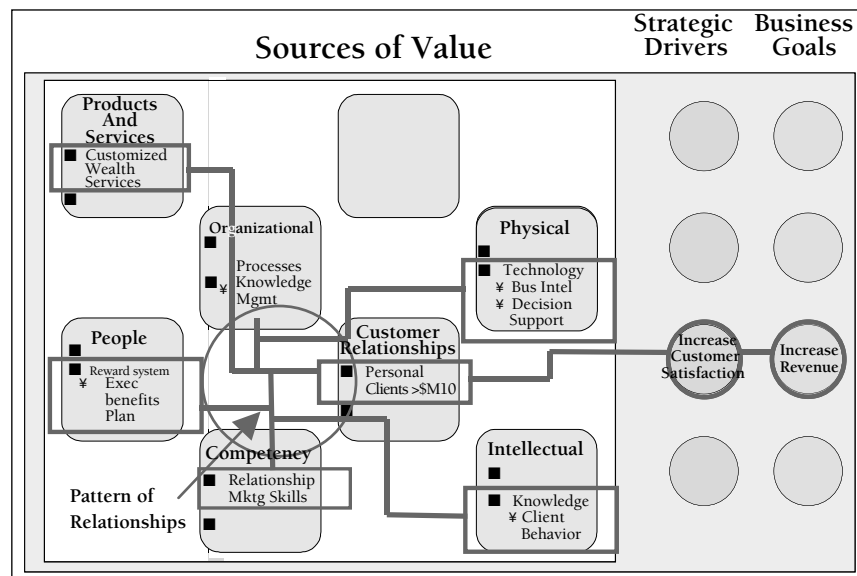 Sources of Value
Strategic
Drivers
Business
Goals
Products
And
Services
■ Customized
Wealth
Services
■
Organizational
■
Processes
■ ¥ Knowledge
Mgmt
Physical
■
■ Technology
¥ Bus Intel
¥ Decision
Support
People
■
■ Reward system
¥ Exec
benefits
Plan
Customer
Relationships
■ Personal
Clients >$M10
■
Increase
Customer
Satisfaction
Increase
Revenue
Competency
■ Relationship
Mktg Skills
■
Intellectual
■
■ Knowledge
¥ Client
Behavior
Pattern of
Relationships